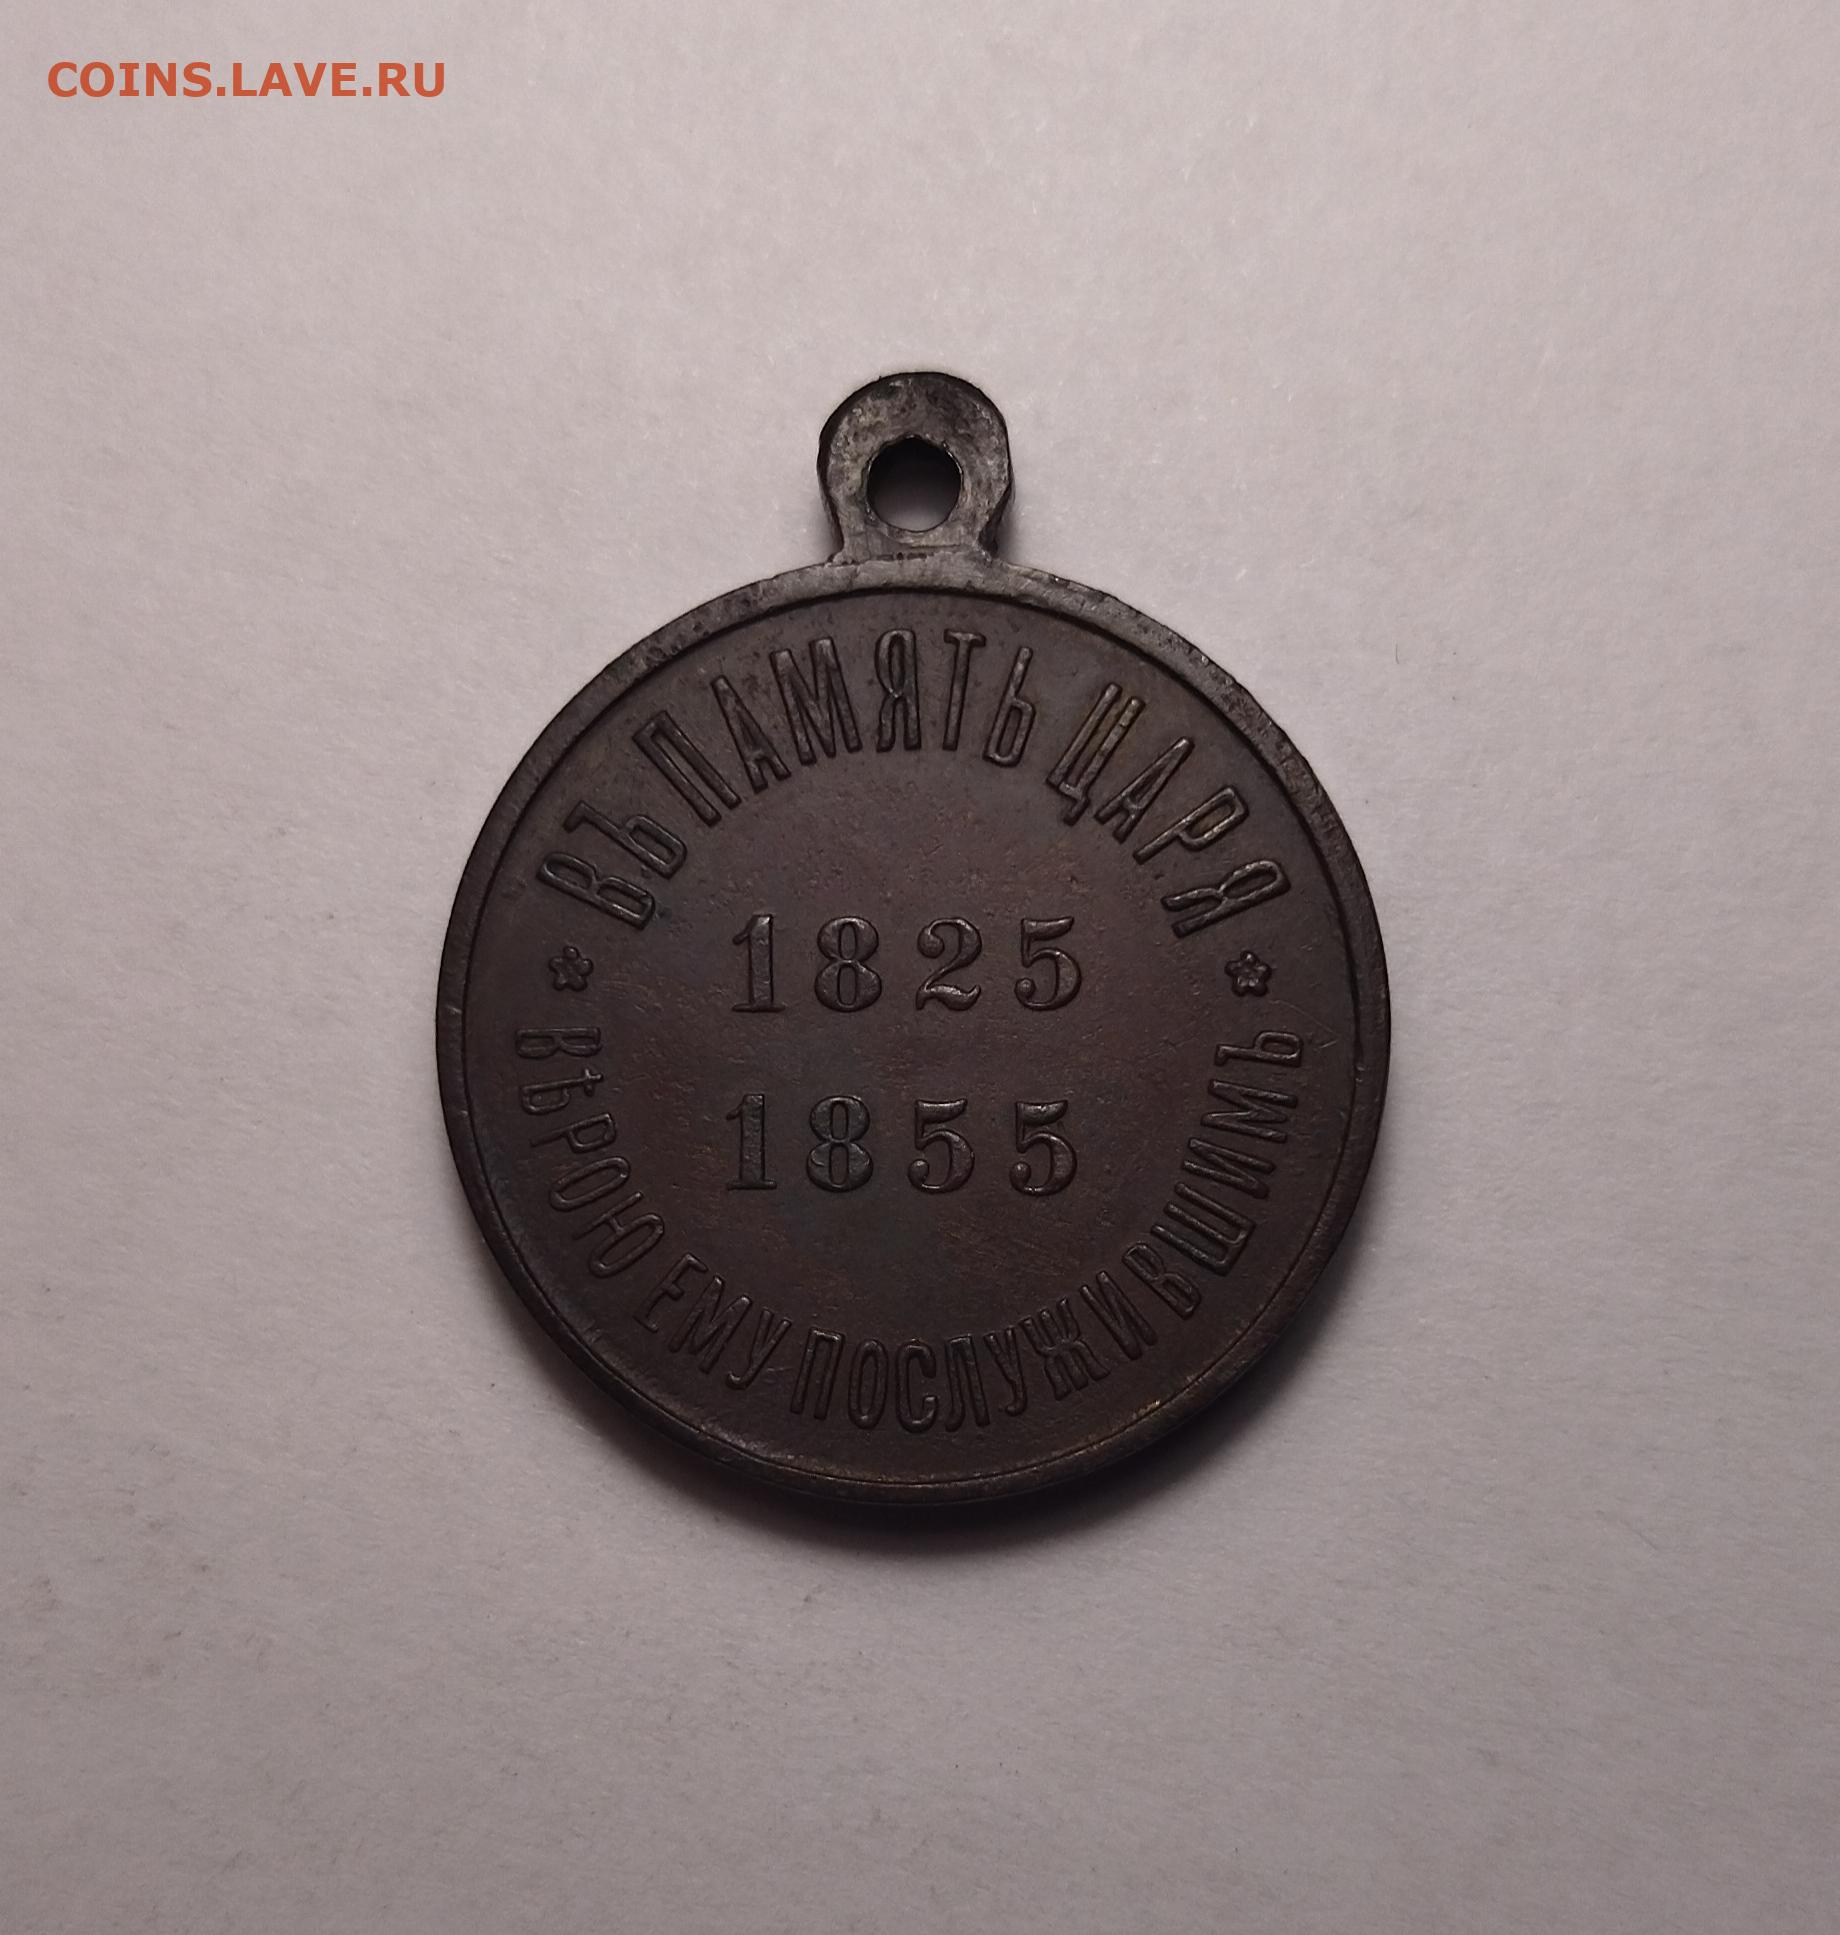 COINS.LAVE.RU
ВЪ ПАМЯТЬ ЦАРЯ
1825
1855
ВѢРОЮ ЕМУ ПОСЛУЖИВШИМЪ